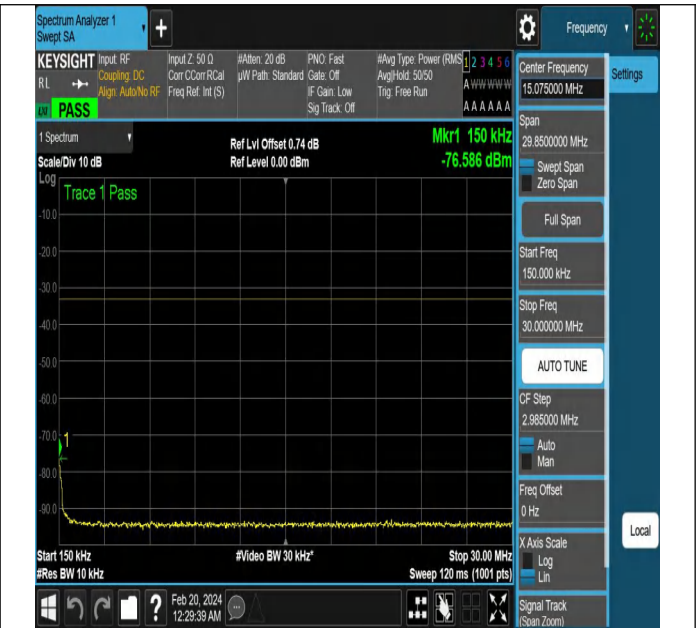 Spectrum Analyzer 1
Swept SA
Frequency
KEYSIGHT
RL
PASS
Input: RF
Coupling: DC
Align: Auto/No RF
Input Z: 50 Ω
Corr CCorr RCal
Freq Ref: Int (S)
#Atten: 20 dB
µW Path: Standard
PNO: Fast
Gate: Off
IF Gain: Low
Sig Track: Off
#Avg Type: Power (RMS
Avg|Hold: 50/50
Trig: Free Run
1 2 3 4 5 6
A W W W W W
A A A A A A
1 Spectrum
Scale/Div 10 dB
Ref Lvl Offset 0.74 dB
Ref Level 0.00 dBm
Mkr1 150 kHz
-76.586 dBm
Log
Trace 1 Pass
-10.0
-20.0
-30.0
-40.0
-50.0
-60.0
-70.0
1
-80.0
-90.0
Start 150 kHz
#Res BW 10 kHz
#Video BW 30 kHz*
Stop 30.00 MHz
Sweep 120 ms (1001 pts)
?
Feb 20, 2024
12:29:39 AM
Center Frequency
15.075000 MHz
Settings
Span
29.8500000 MHz
Swept Span
Zero Span
Full Span
Start Freq
150.000 kHz
Stop Freq
30.000000 MHz
AUTO TUNE
CF Step
2.985000 MHz
Auto
Man
Freq Offset
0 Hz
Local
X Axis Scale
Log
Lin
Signal Track
(Span Zoom)